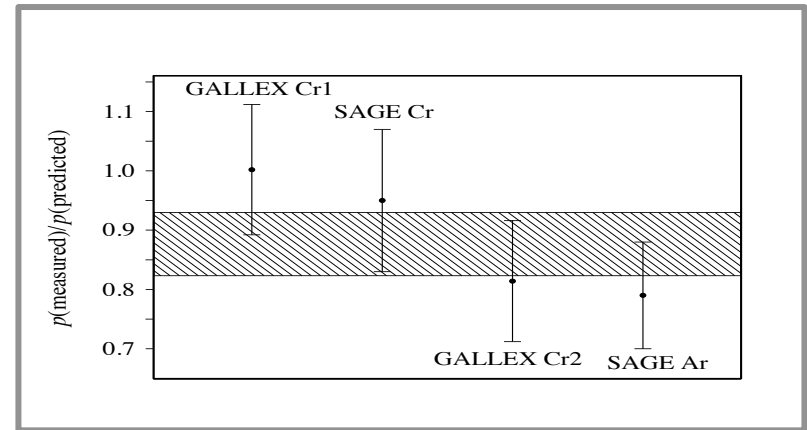 GALLEX Cr1
SAGE Cr
1.1
1.0
0.9
0.8
0.7
p(measured)/p(predicted)
GALLEX Cr2
SAGE Ar